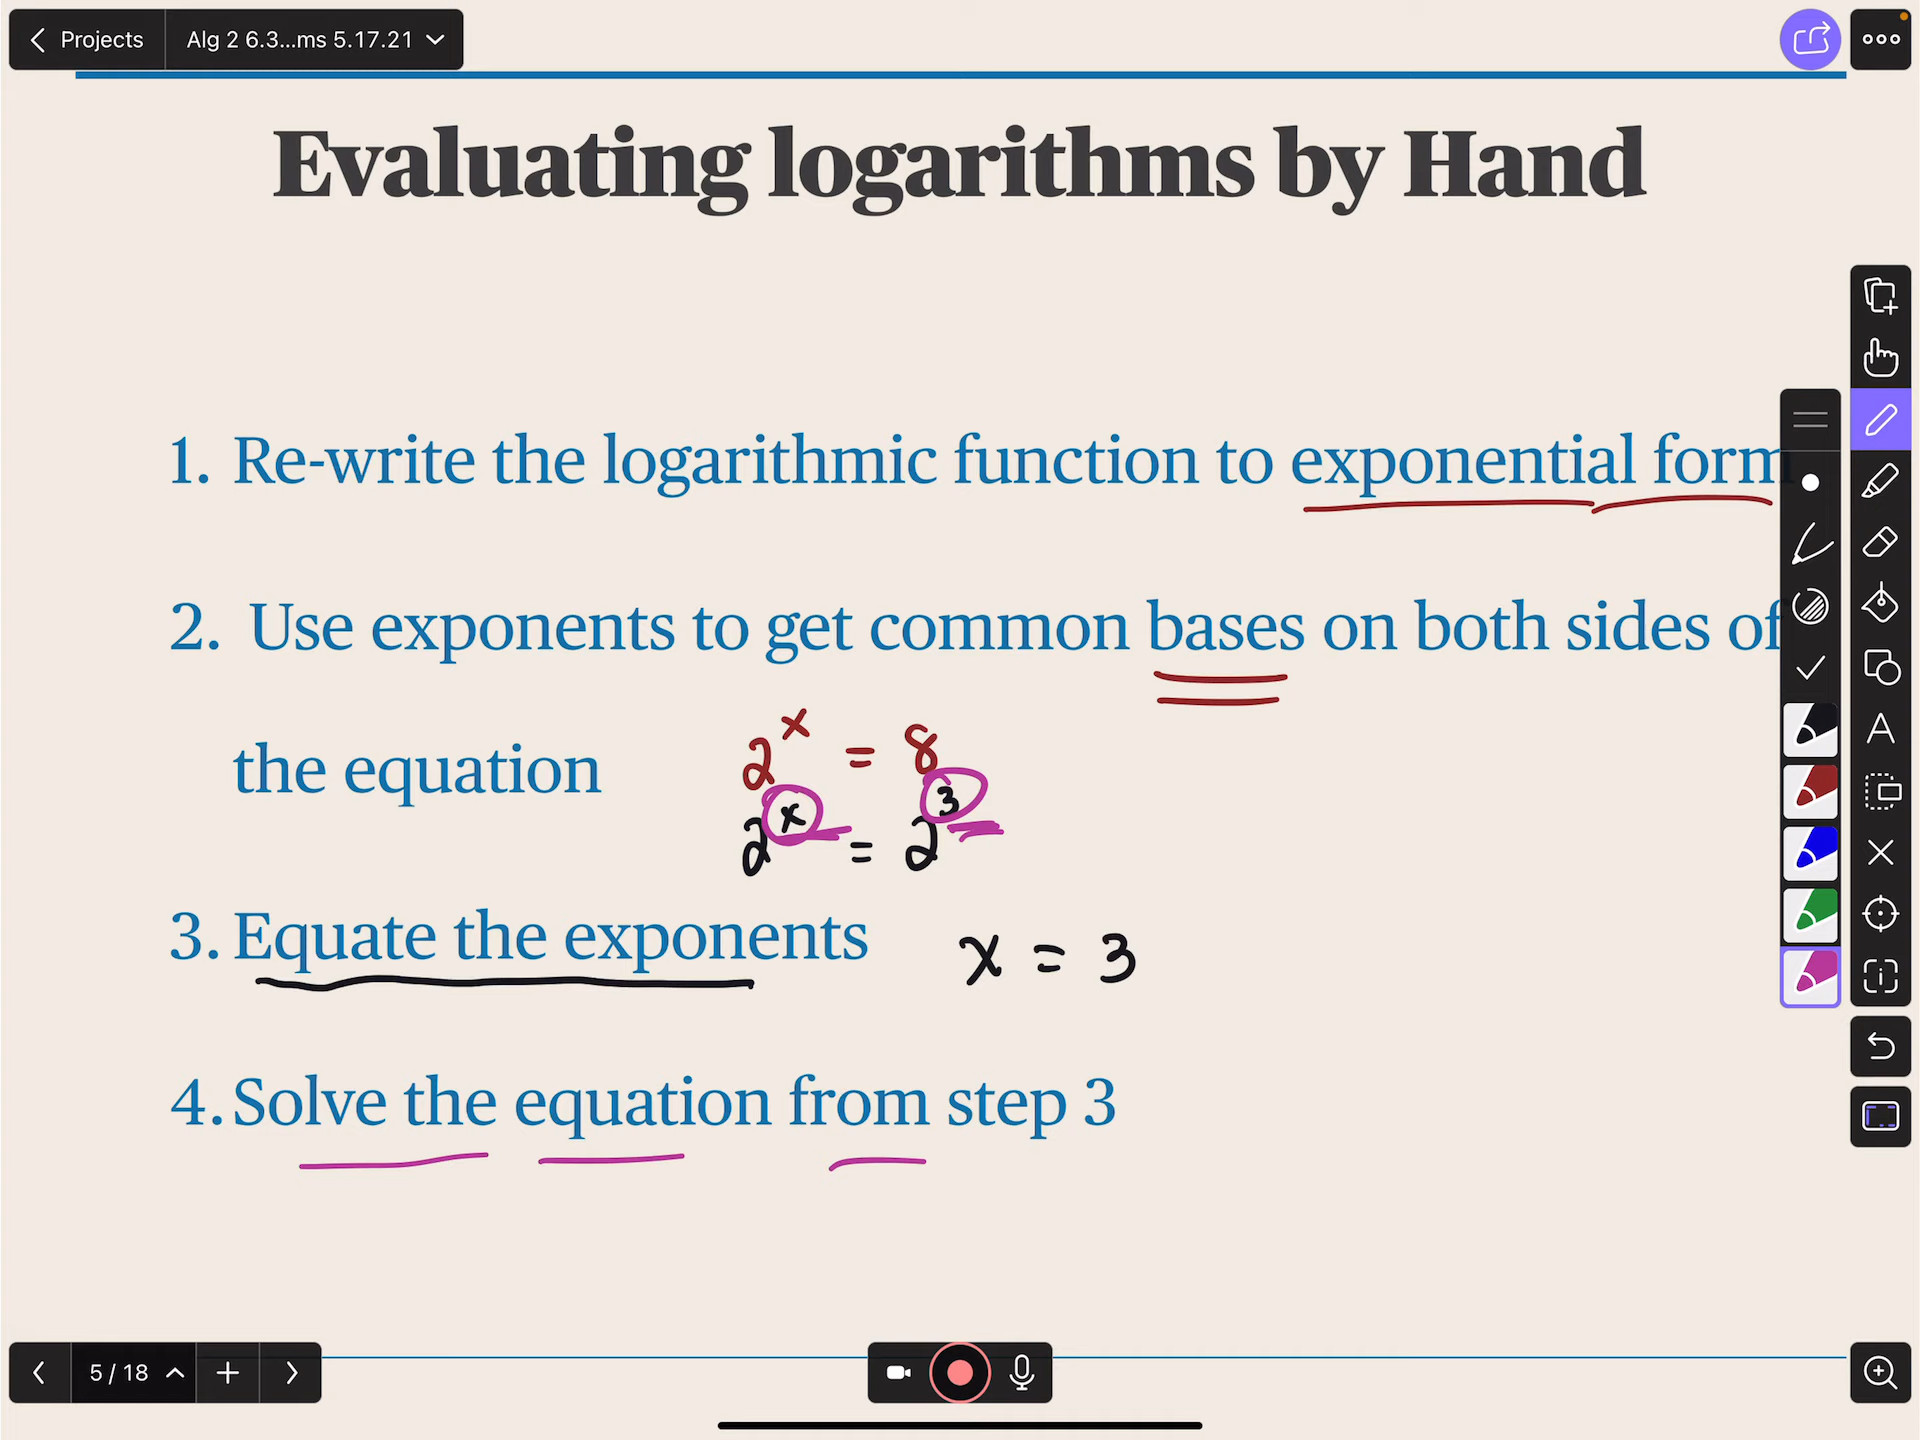 Projects
Alg 2 6.3...ms 5.17.21
Evaluating logarithms by Hand
1. Re-write the logarithmic function to exponential form
2. Use exponents to get common bases on both sides of
the equation
2^x = 8
2^x = 2^3
3. Equate the exponents
x = 3
4. Solve the equation from step 3
5 / 18